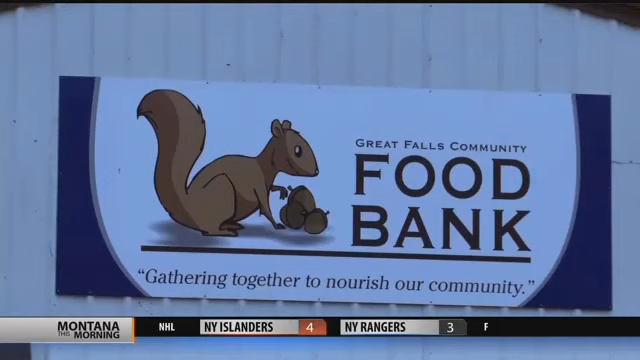 GREAT FALLS COMMUNITY
FOOD
BANK
“Gathering together to nourish our community.”
MONTANA
THIS MORNING
NHL NY ISLANDERS 4 NY RANGERS 3 F